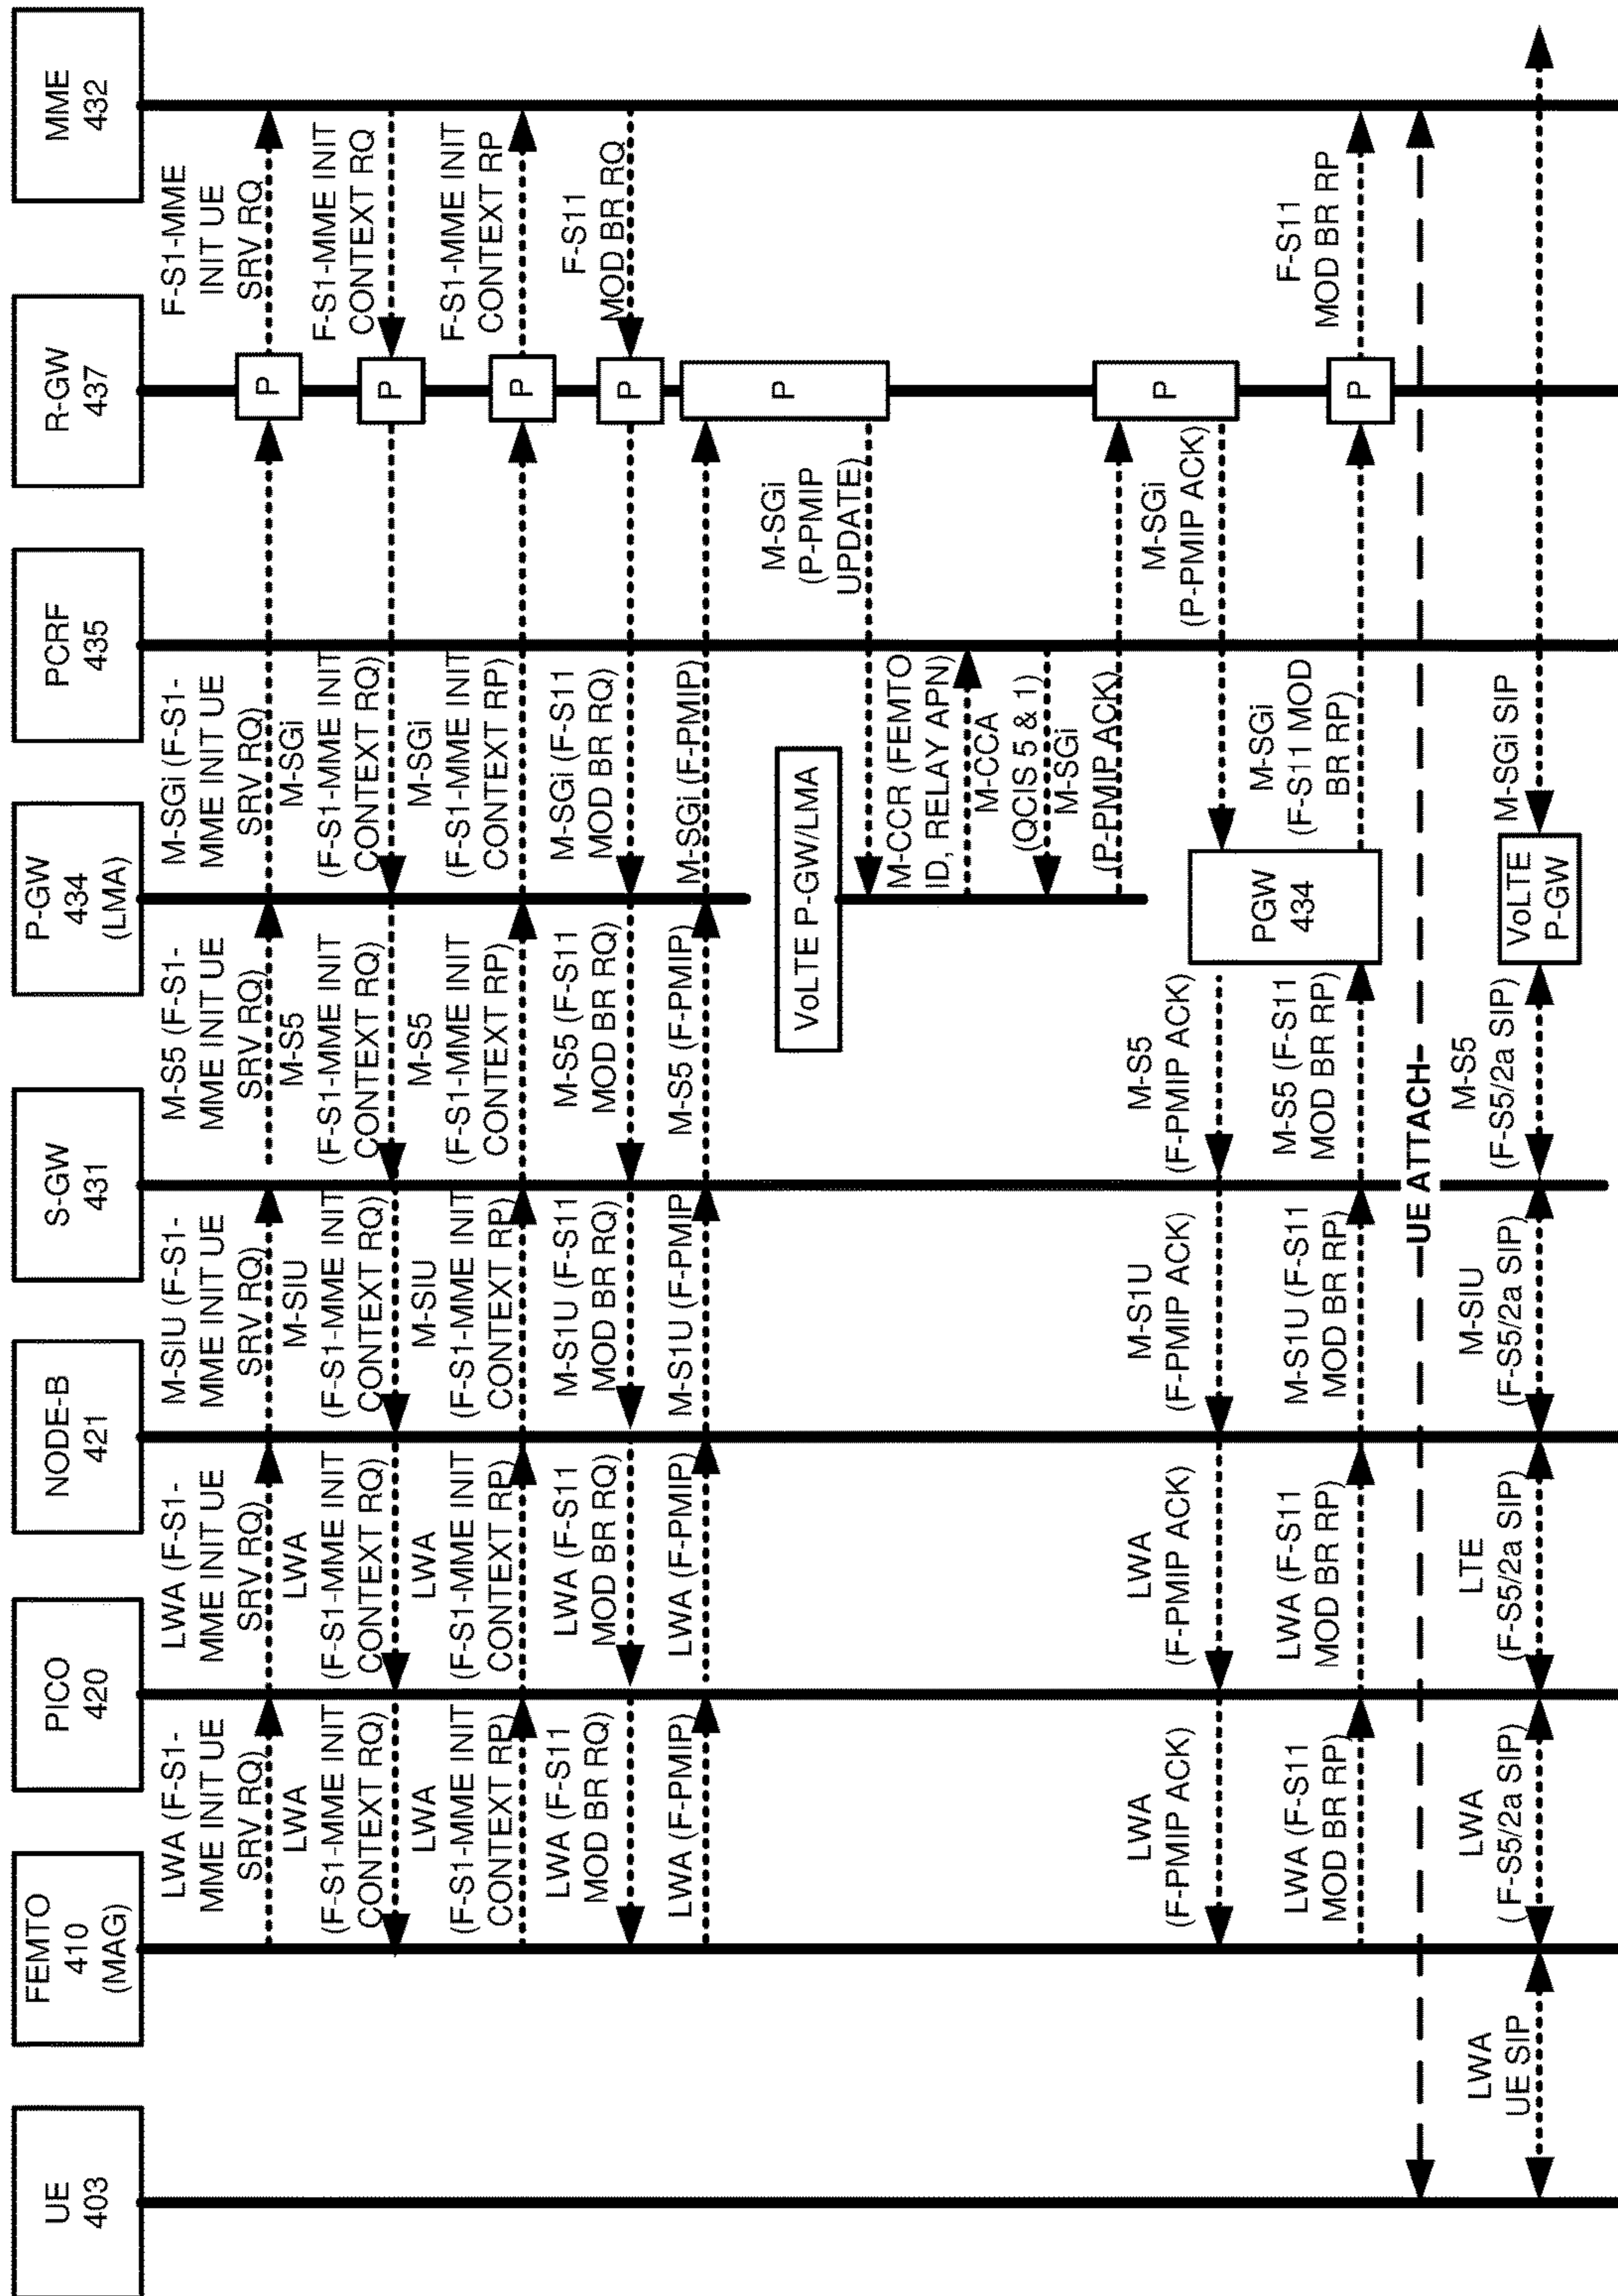 UE
403
FEMTO
410
(MAG)
PICO
420
NODE-B
421
S-GW
431
P-GW
434
(LMA)
PCRF
435
R-GW
437
MME
432
LWA (F-S1-
MME INIT UE
SRV RQ)
LWA (F-S1-
MME INIT UE
SRV RQ)
M-SIU (F-S1-
MME INIT UE
SRV RQ)
M-S5 (F-S1-
MME INIT UE
SRV RQ)
M-SGi (F-S1-
MME INIT UE
SRV RQ)
P
F-S1-MME
INIT UE
SRV RQ
LWA
(F-S1-MME INIT
CONTEXT RQ)
LWA
(F-S1-MME INIT
CONTEXT RQ)
M-SIU
(F-S1-MME INIT
CONTEXT RQ)
M-S5
(F-S1-MME INIT
CONTEXT RQ)
M-SGi
(F-S1-MME INIT
CONTEXT RQ)
P
F-S1-MME INIT
CONTEXT RQ
LWA
(F-S1-MME INIT
CONTEXT RP)
LWA
(F-S1-MME INIT
CONTEXT RP)
M-SIU
(F-S1-MME INIT
CONTEXT RP)
M-S5
(F-S1-MME INIT
CONTEXT RP)
M-SGi
(F-S1-MME INIT
CONTEXT RP)
P
F-S1-MME INIT
CONTEXT RP
LWA (F-S11
MOD BR RQ)
LWA (F-S11
MOD BR RQ)
M-S1U (F-S11
MOD BR RQ)
M-S5 (F-S11
MOD BR RQ)
M-SGi (F-S11
MOD BR RQ)
P
F-S11
MOD BR RQ
LWA (F-PMIP)
LWA (F-PMIP)
M-S1U (F-PMIP)
M-S5 (F-PMIP)
M-SGi (F-PMIP)
P
VoLTE P-GW/LMA
M-SGi
(P-PMIP
UPDATE)
M-CCR (FEMTO
ID, RELAY APN)
M-CCA
(QCIS 5 & 1)
M-SGi
(P-PMIP ACK)
P
LWA
(F-PMIP ACK)
LWA
(F-PMIP ACK)
M-S1U
(F-PMIP ACK)
M-S5
(F-PMIP ACK)
PGW
434
M-SGi
(P-PMIP ACK)
LWA (F-S11
MOD BR RP)
LWA (F-S11
MOD BR RP)
M-S1U (F-S11
MOD BR RP)
M-S5 (F-S11
MOD BR RP)
M-SGi
(F-S11 MOD
BR RP)
P
F-S11
MOD BR RP
UE ATTACH
LWA
UE SIP
LWA
(F-S5/2a SIP)
LTE
(F-S5/2a SIP)
M-SIU
(F-S5/2a SIP)
M-S5
(F-S5/2a SIP)
VoLTE
P-GW
M-SGi SIP